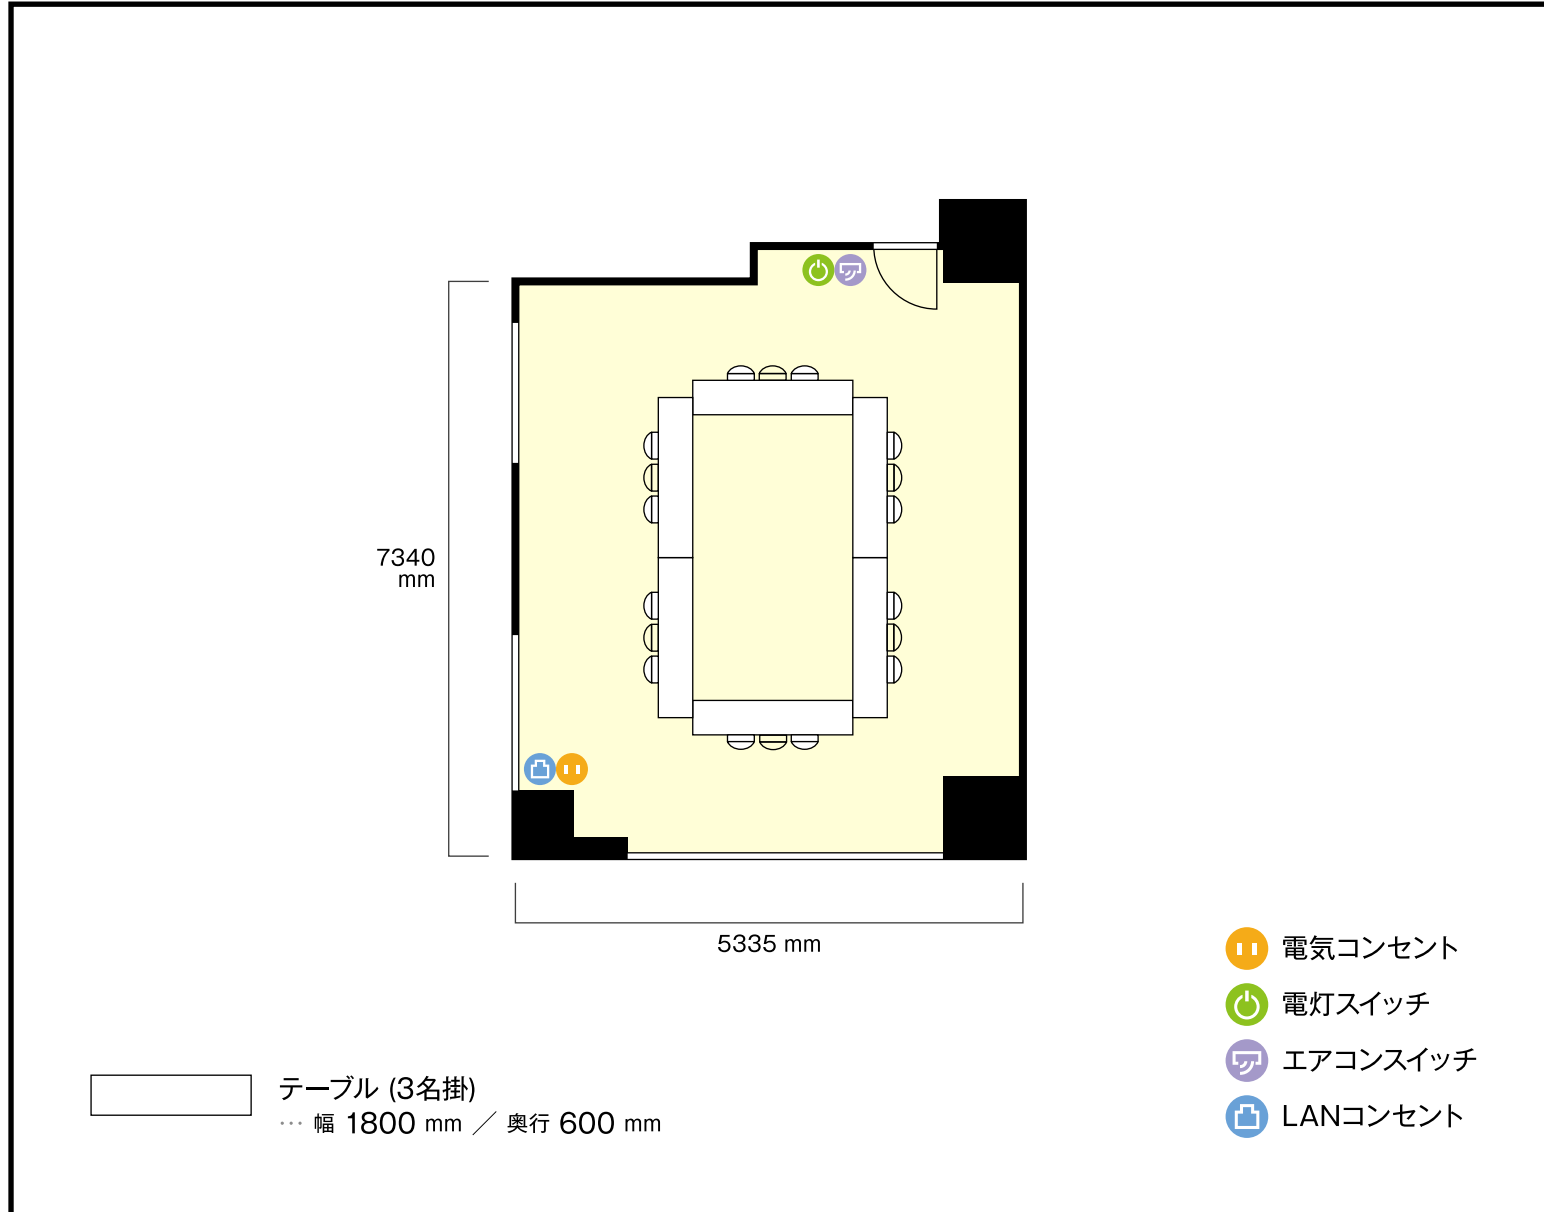 7340
mm
5335 mm
電気コンセント
電灯スイッチ
エアコンスイッチ
LANコンセント
テーブル (3名掛)
… 幅 1800 mm ／ 奥行 600 mm